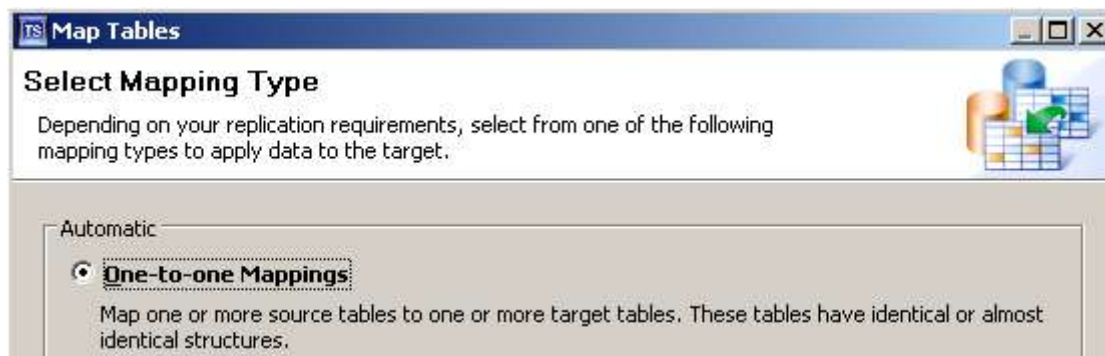 TS Map Tables
Select Mapping Type
Depending on your replication requirements, select from one of the following
mapping types to apply data to the target.
Automatic
One-to-one Mappings
Map one or more source tables to one or more target tables. These tables have identical or almost
identical structures.